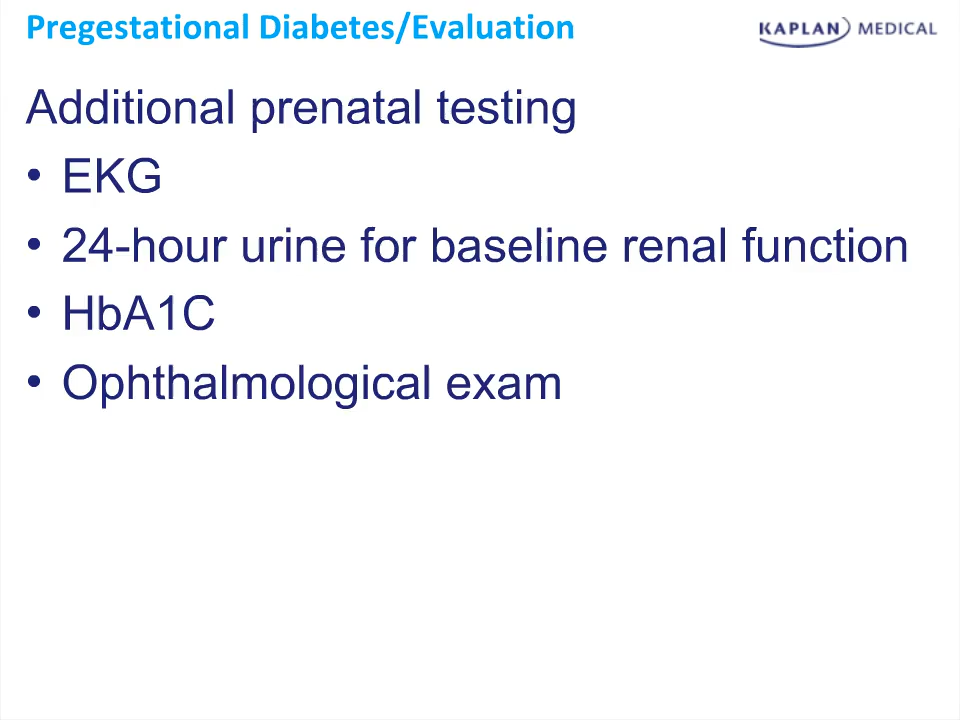 Pregestational Diabetes/Evaluation
KAPLAN MEDICAL
Additional prenatal testing
• EKG
• 24-hour urine for baseline renal function
• HbA1C
• Ophthalmological exam